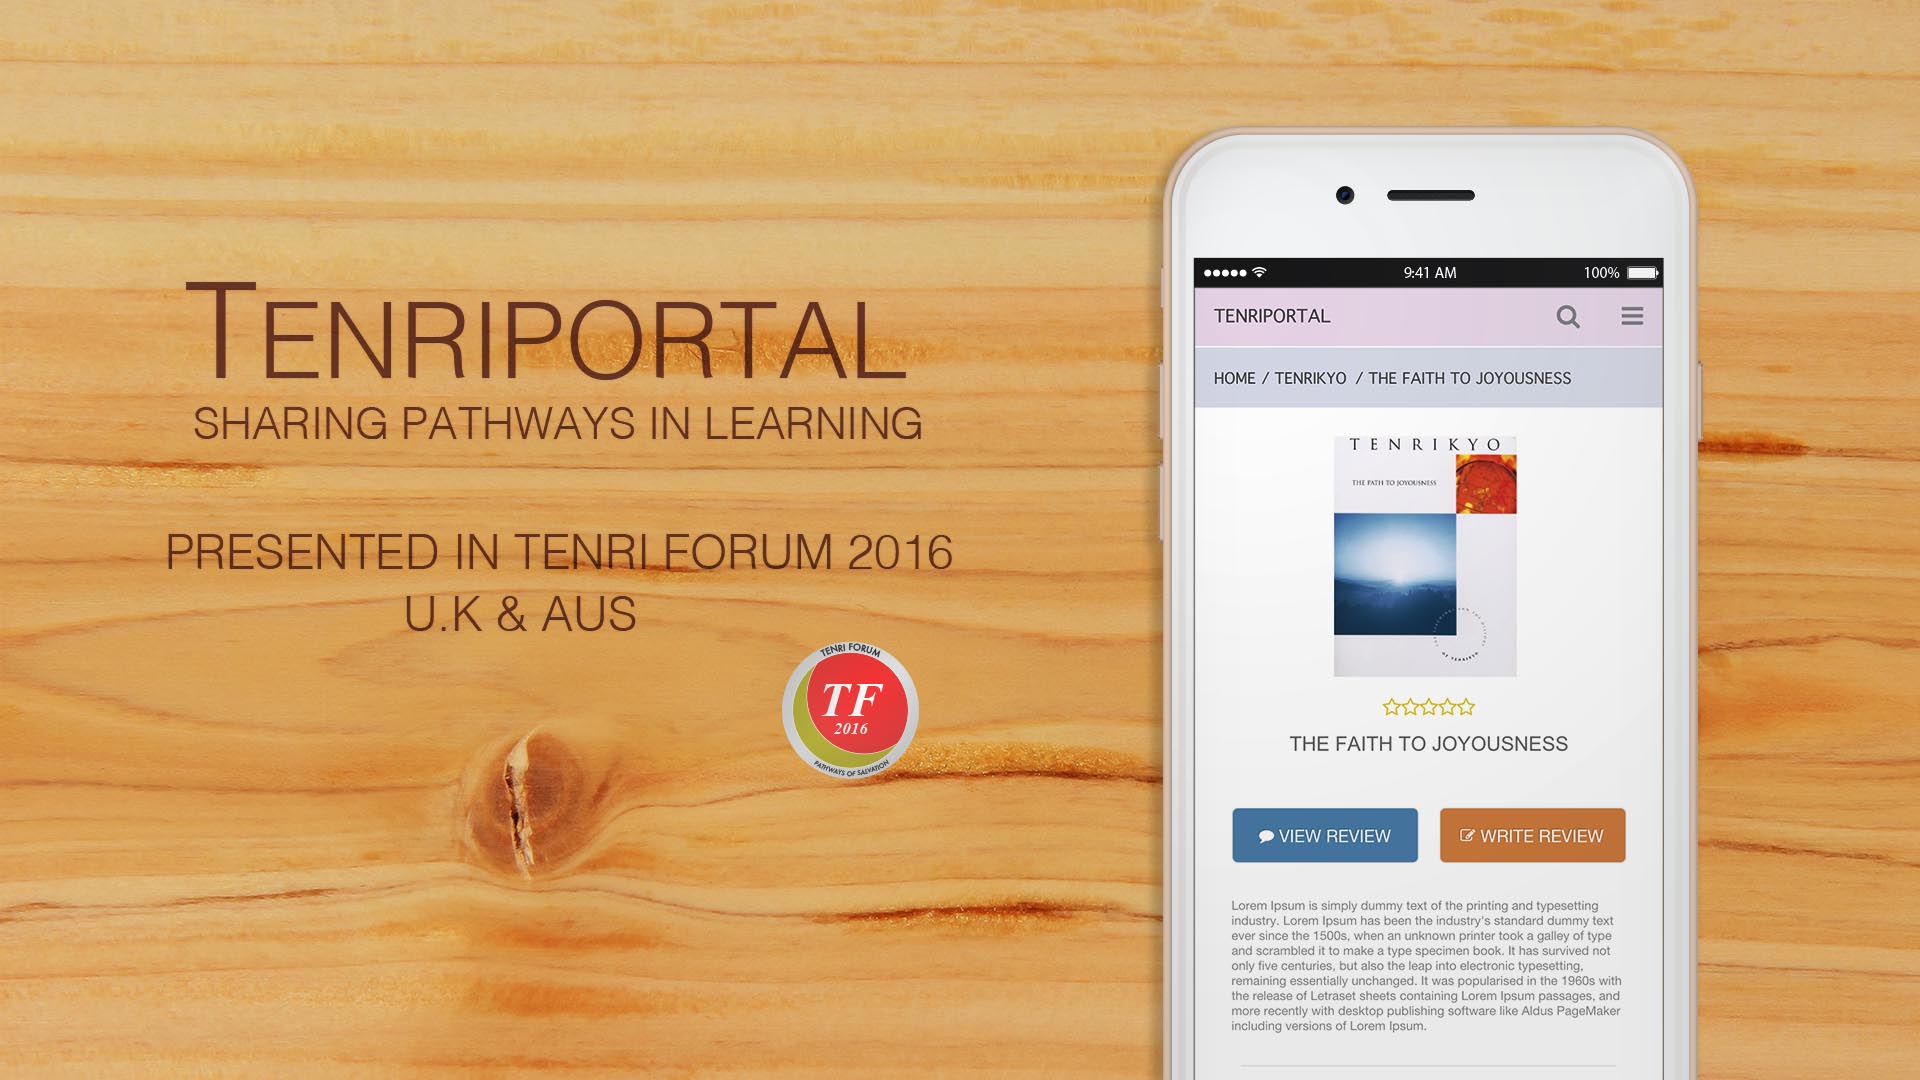 TENRIPORTAL
SHARING PATHWAYS IN LEARNING
PRESENTED IN TENRI FORUM 2016
U.K & AUS
TENRI FORUM
TF
2016
PATHWAYS OF SALVATION
9:41 AM
100%
TENRIPORTAL
HOME / TENRIKYO / THE FAITH TO JOYOUSNESS
TENRIKYO
THE PATH TO JOYOUSNESS
OF TENRIKYO
THE FAITH TO JOYOUSNESS
VIEW REVIEW
WRITE REVIEW
Lorem Ipsum is simply dummy text of the printing and typesetting
industry. Lorem Ipsum has been the industry's standard dummy text
ever since the 1500s, when an unknown printer took a galley of type
and scrambled it to make a type specimen book. It has survived not
only five centuries, but also the leap into electronic typesetting,
remaining essentially unchanged. It was popularised in the 1960s with
the release of Letraset sheets containing Lorem Ipsum passages, and
more recently with desktop publishing software like Aldus PageMaker
including versions of Lorem Ipsum.